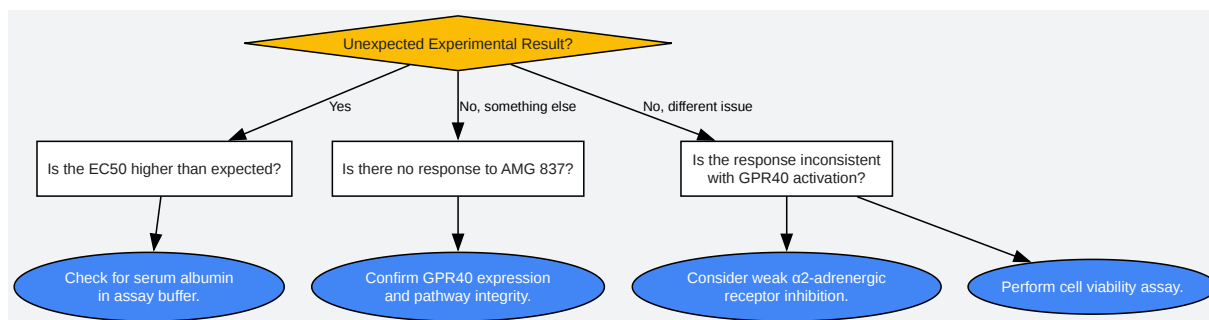 Unexpected Experimental Result?
Yes
No, something else
No, different issue
Is the EC50 higher than expected?
Is there no response to AMG 837?
Is the response inconsistent
with GPR40 activation?
Check for serum albumin
in assay buffer.
Confirm GPR40 expression
and pathway integrity.
Consider weak α2-adrenergic
receptor inhibition.
Perform cell viability assay.